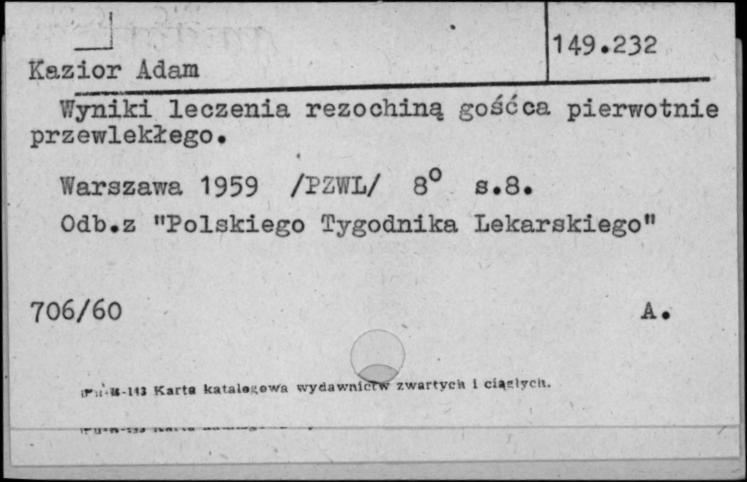 149.232
Kazior Adam
Wyniki leczenia rezochiną gośćca pierwotnie
przewlekłego.
Warszawa 1959 /PZWL/ 8° s.8.
Odb.z "Polskiego Tygodnika Lekarskiego"
706/60 A.
Karta katalogowa wydawnictw zwartych i ciągłych.